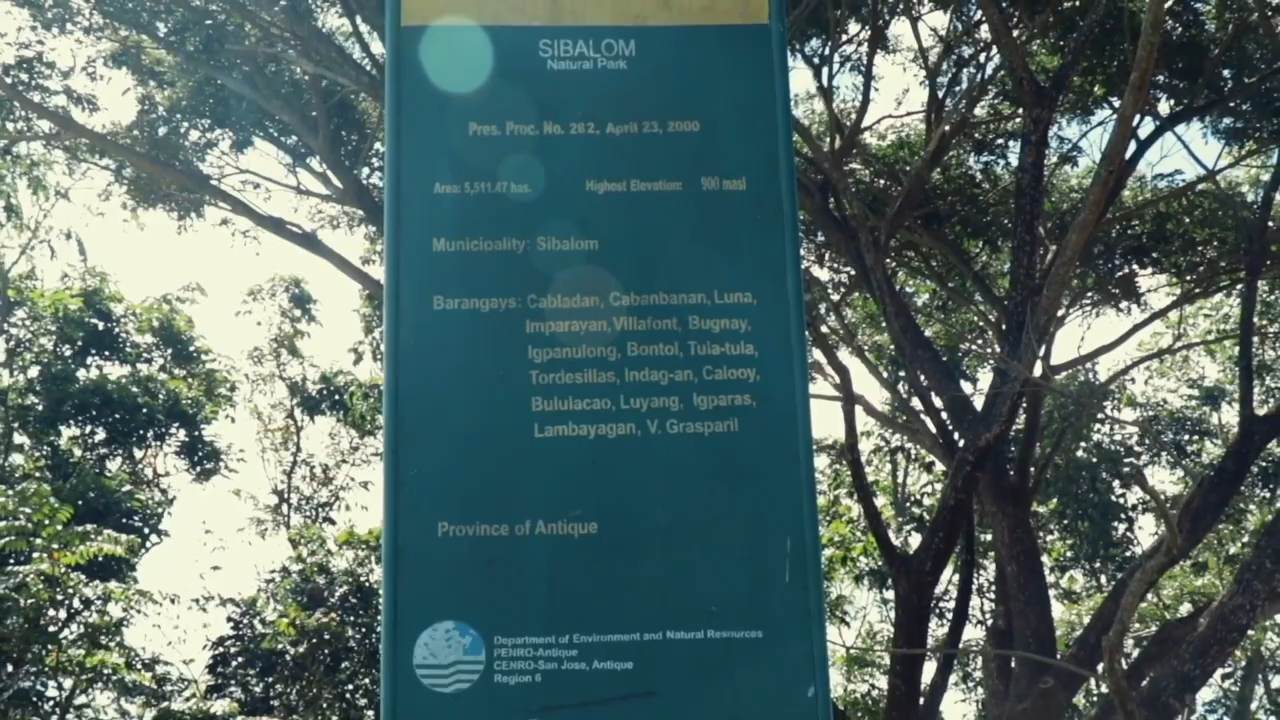 SIBALOM
Natural Park
Pres. Proc. No. 282, April 23, 2000
Area: 5,511.47 has. Highest Elevation: 900 masl
Municipality: Sibalom
Barangays: Cabladan, Cabanbanan, Luna,
Imparayan, Villafont, Bugnay,
Igpanulong, Bontol, Tula-tula,
Tordesillas, Indag-an, Calooy,
Bululacao, Luyang, Igparas,
Lambayagan, V. Grasparil
Province of Antique
Department of Environment and Natural Resources
PENRO-Antique
CENRO-San Jose, Antique
Region 6